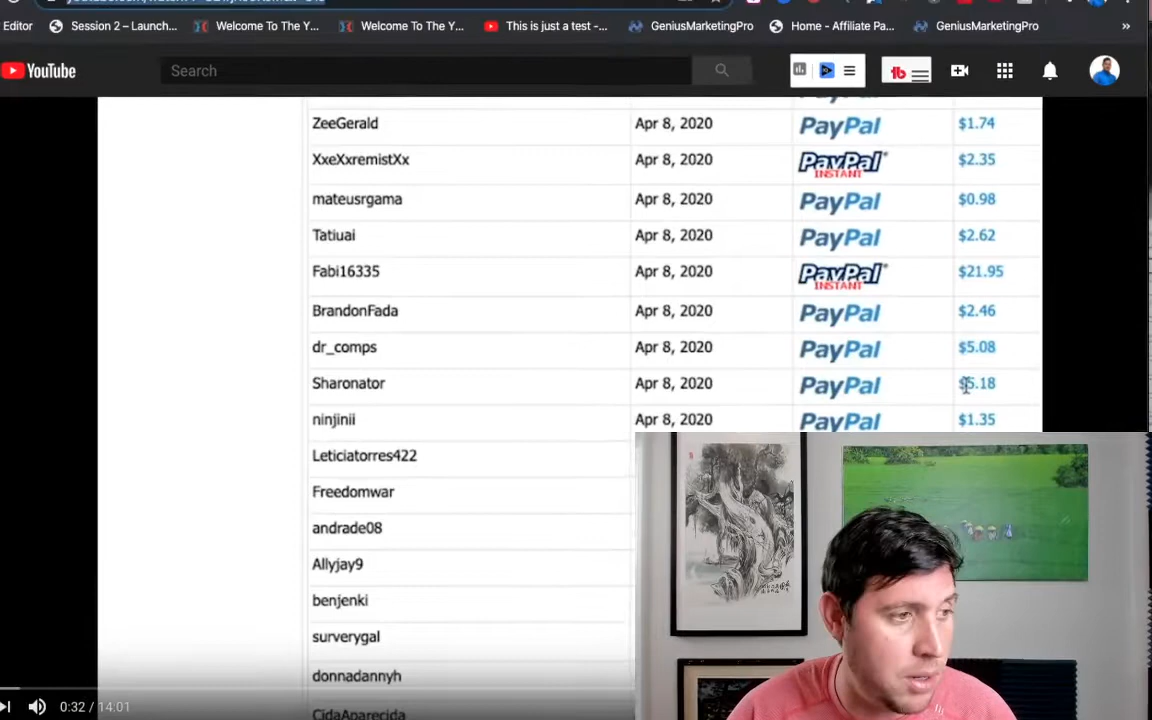 Editor Session 2 – Launch... Welcome To The Y... Welcome To The Y... This is just a test -... GeniusMarketingPro Home - Affiliate Pa... GeniusMarketingPro »
YouTube Search
ZeeGerald Apr 8, 2020 PayPal $1.74
XxeXxremistXx Apr 8, 2020 PayPal INSTANT $2.35
mateusrgama Apr 8, 2020 PayPal $0.98
Tatiuai Apr 8, 2020 PayPal $2.62
Fabi16335 Apr 8, 2020 PayPal INSTANT $21.95
BrandonFada Apr 8, 2020 PayPal $2.46
dr_comps Apr 8, 2020 PayPal $5.08
Sharonator Apr 8, 2020 PayPal $5.18
ninjinii Apr 8, 2020 PayPal $1.35
Leticiatorres422
Freedomwar
andrade08
Allyjay9
benjenki
surverygal
donnadannyh
CidaAparecida
0:32 / 14:01